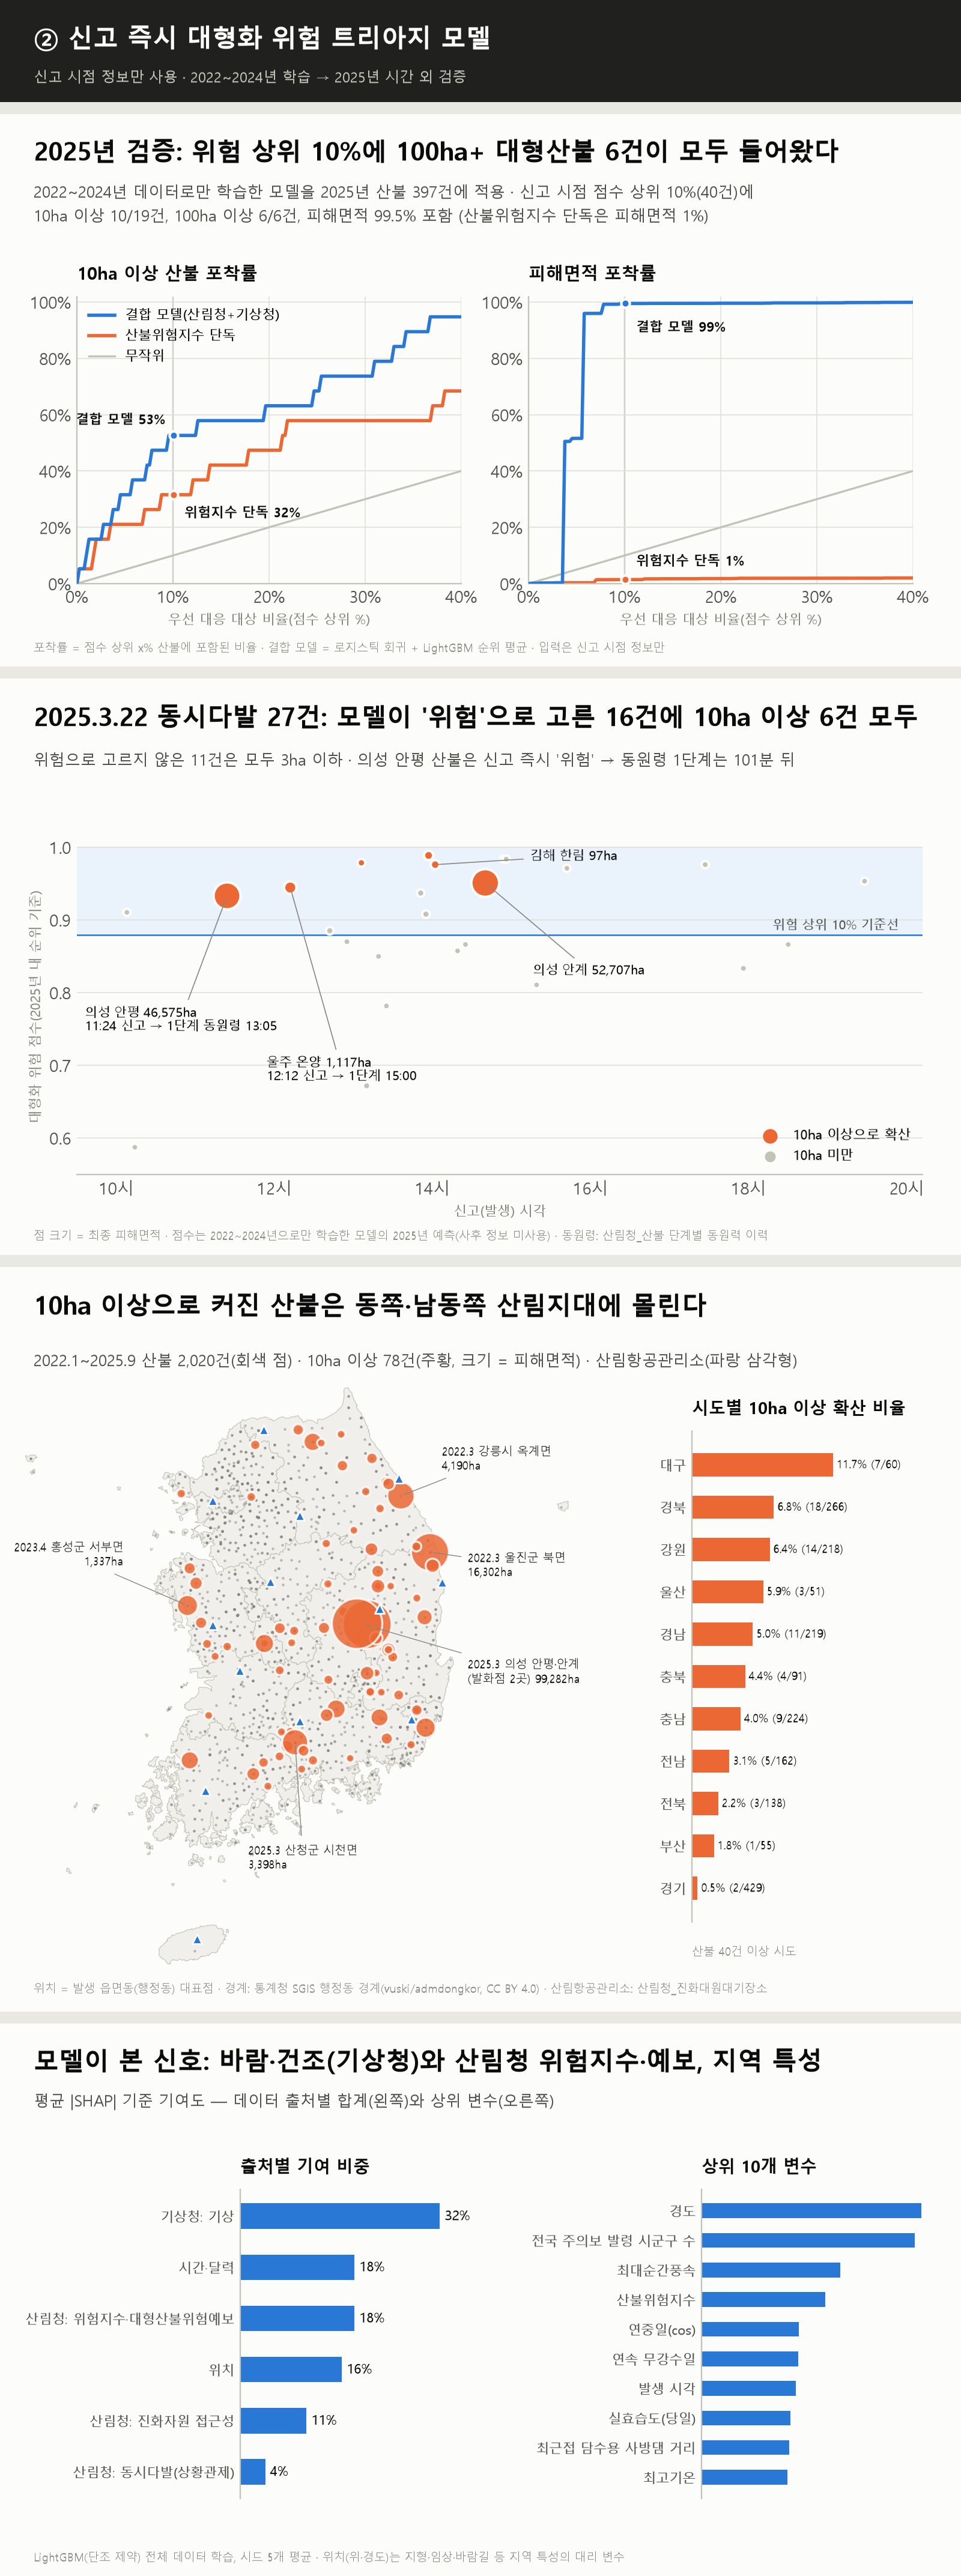 ② 신고 즉시 대형화 위험 트리아지 모델
신고 시점 정보만 사용 · 2022~2024년 학습 → 2025년 시간 외 검증
2025년 검증: 위험 상위 10%에 100ha+ 대형산불 6건이 모두 들어왔다
2022~2024년 데이터로만 학습한 모델을 2025년 산불 397건에 적용 · 신고 시점 점수 상위 10%(40건)에
10ha 이상 10/19건, 100ha 이상 6/6건, 피해면적 99.5% 포함 (산불위험지수 단독은 피해면적 1%)
10ha 이상 산불 포착률
100%
80%
60%
40%
20%
0%
결합 모델(산림청+기상청)
산불위험지수 단독
무작위
결합 모델 53%
위험지수 단독 32%
0%
10%
20%
30%
40%
우선 대응 대상 비율(점수 상위 %)
피해면적 포착률
100%
80%
60%
40%
20%
0%
결합 모델 99%
위험지수 단독 1%
0%
10%
20%
30%
40%
우선 대응 대상 비율(점수 상위 %)
포착률 = 점수 상위 x% 산불에 포함된 비율 · 결합 모델 = 로지스틱 회귀 + LightGBM 순위 평균 · 입력은 신고 시점 정보만
2025.3.22 동시다발 27건: 모델이 '위험'으로 고른 16건에 10ha 이상 6건 모두
위험으로 고르지 않은 11건은 모두 3ha 이하 · 의성 안평 산불은 신고 즉시 '위험' → 동원령 1단계는 101분 뒤
대형화 위험 점수(2025년 내 순위 기준)
1.0
0.9
0.8
0.7
0.6
김해 한림 97ha
위험 상위 10% 기준선
의성 안계 52,707ha
의성 안평 46,575ha
11:24 신고 → 1단계 동원령 13:05
울주 온양 1,117ha
12:12 신고 → 1단계 15:00
10ha 이상으로 확산
10ha 미만
10시
12시
14시
16시
18시
20시
신고(발생) 시각
점 크기 = 최종 피해면적 · 점수는 2022~2024년으로만 학습한 모델의 2025년 예측(사후 정보 미사용) · 동원령: 산림청_산불 단계별 동원력 이력
10ha 이상으로 커진 산불은 동쪽·남동쪽 산림지대에 몰린다
2022.1~2025.9 산불 2,020건(회색 점) · 10ha 이상 78건(주황, 크기 = 피해면적) · 산림항공관리소(파랑 삼각형)
2022.3 강릉시 옥계면
4,190ha
2023.4 홍성군 서부면
1,337ha
2022.3 울진군 북면
16,302ha
2025.3 의성 안평·안계
(발화점 2곳) 99,282ha
2025.3 산청군 시천면
3,398ha
시도별 10ha 이상 확산 비율
대구 11.7% (7/60)
경북 6.8% (18/266)
강원 6.4% (14/218)
울산 5.9% (3/51)
경남 5.0% (11/219)
충북 4.4% (4/91)
충남 4.0% (9/224)
전남 3.1% (5/162)
전북 2.2% (3/138)
부산 1.8% (1/55)
경기 0.5% (2/429)
산불 40건 이상 시도
위치 = 발생 읍면동(행정동) 대표점 · 경계: 통계청 SGIS 행정동 경계(vuski/admdongkor, CC BY 4.0) · 산림항공관리소: 산림청_진화대원대기장소
모델이 본 신호: 바람·건조(기상청)와 산림청 위험지수·예보, 지역 특성
평균 |SHAP| 기준 기여도 — 데이터 출처별 합계(왼쪽)와 상위 변수(오른쪽)
출처별 기여 비중
기상청: 기상 32%
시간·달력 18%
산림청: 위험지수·대형산불위험예보 18%
위치 16%
산림청: 진화자원 접근성 11%
산림청: 동시다발(상황관제) 4%
상위 10개 변수
경도
전국 주의보 발령 시군구 수
최대순간풍속
산불위험지수
연중일(cos)
연속 무강수일
발생 시각
실효습도(당일)
최근접 담수용 사방댐 거리
최고기온
LightGBM(단조 제약) 전체 데이터 학습, 시드 5개 평균 · 위치(위·경도)는 지형·임상·바람길 등 지역 특성의 대리 변수